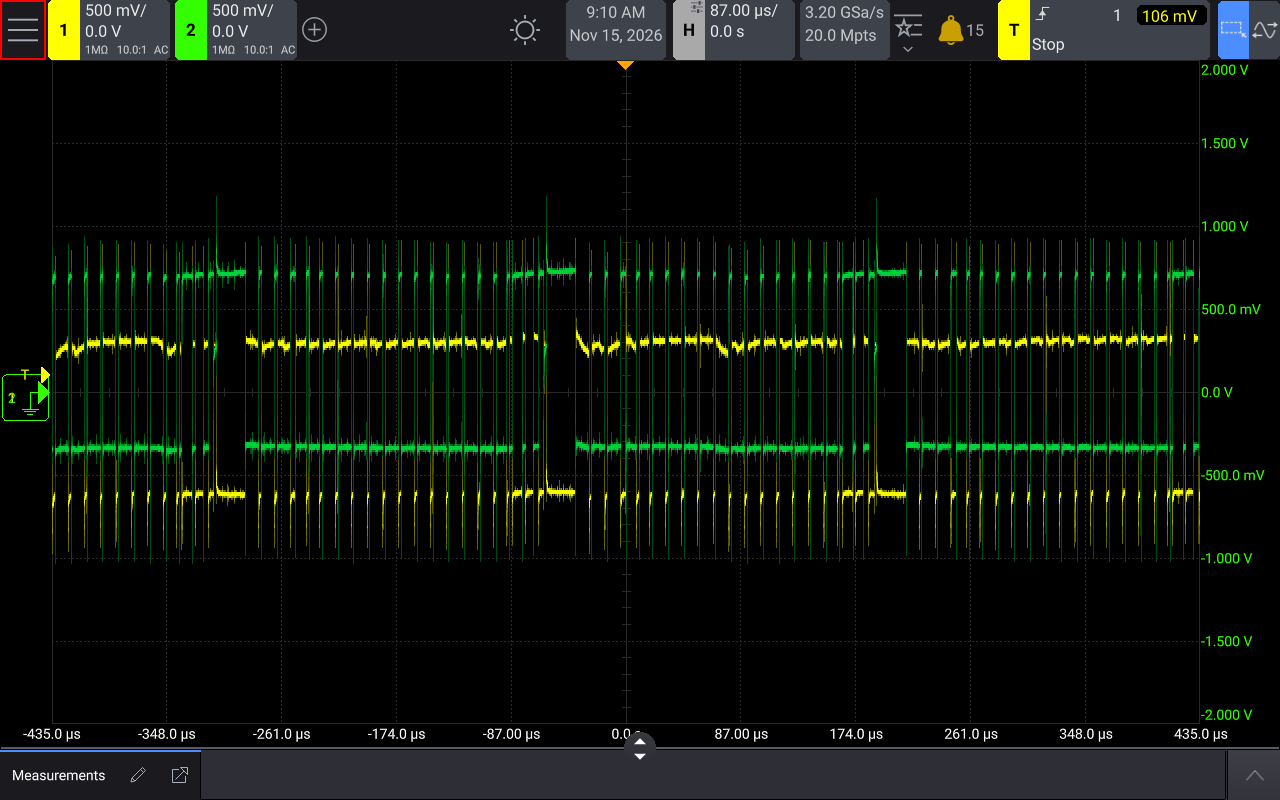 1
500 mV/
0.0 V
1MΩ 10.0:1 AC
2
500 mV/
0.0 V
1MΩ 10.0:1 AC
9:10 AM
Nov 15, 2026
H
87.00 µs/
0.0 s
3.20 GSa/s
20.0 Mpts
15
T
1
106 mV
Stop
2.000 V
1.500 V
1.000 V
500.0 mV
0.0 V
-500.0 mV
-1.000 V
-1.500 V
-2.000 V
T
-435.0 µs
-348.0 µs
-261.0 µs
-174.0 µs
-87.00 µs
0.0
87.00 µs
174.0 µs
261.0 µs
348.0 µs
435.0 µs
Measurements